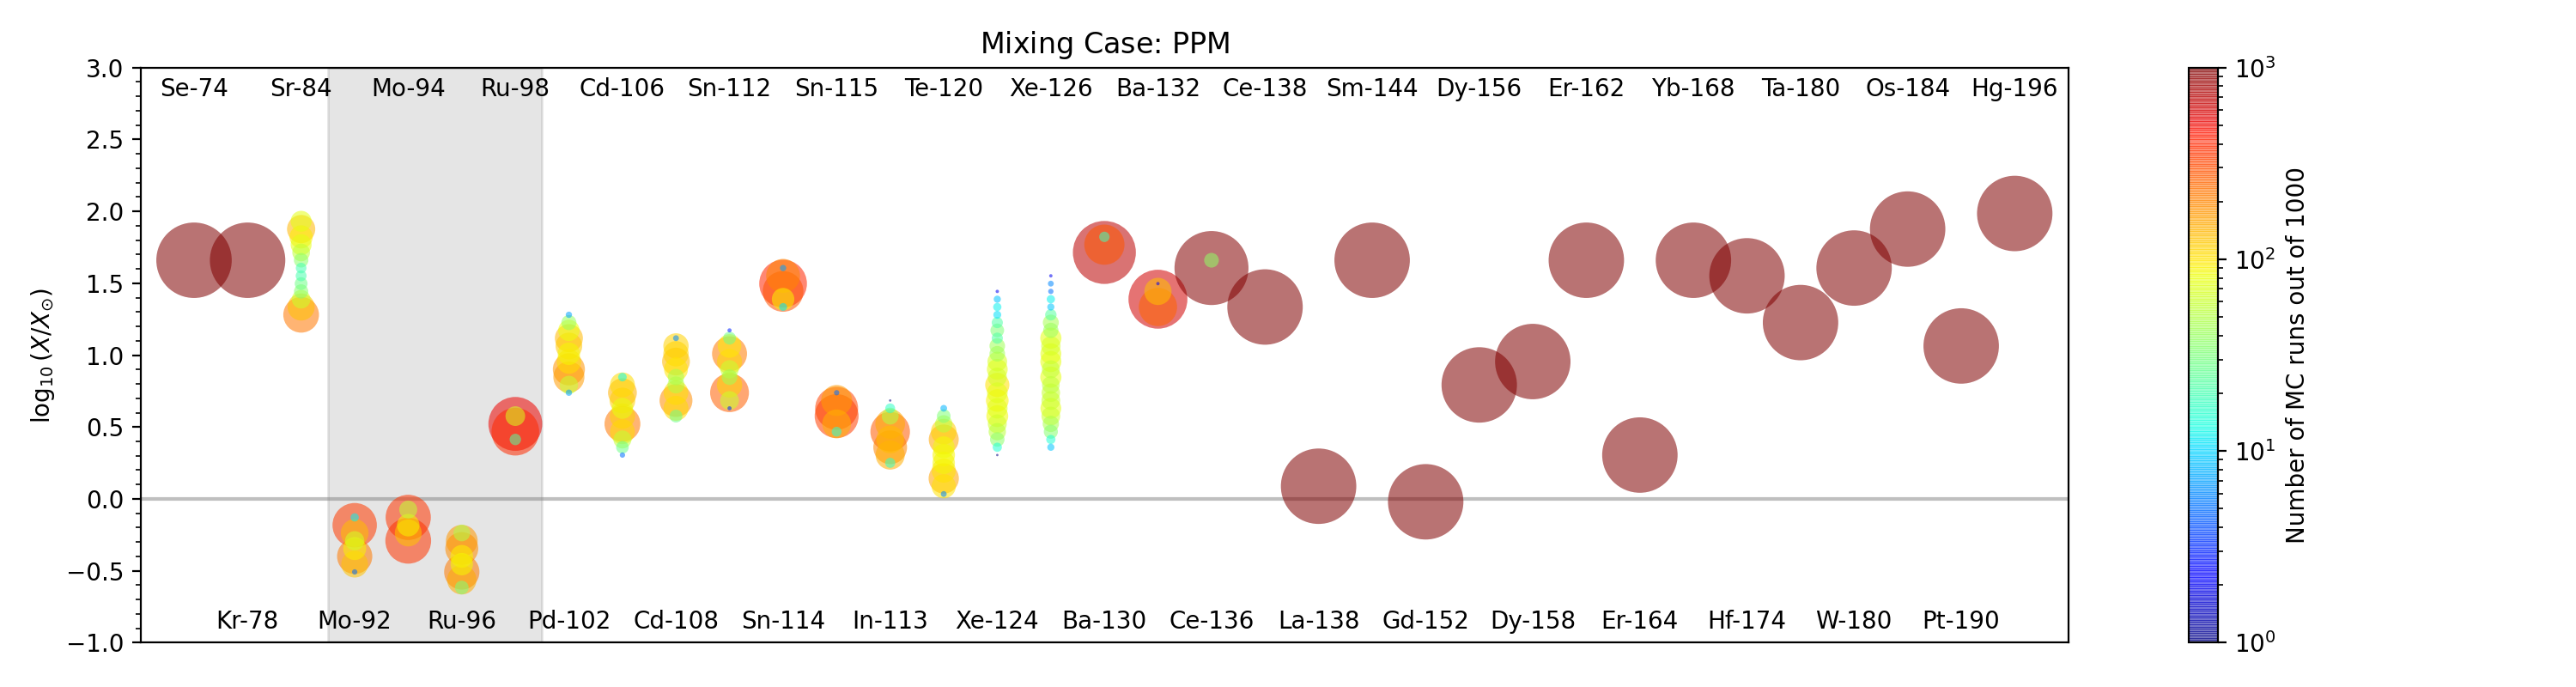 Mixing Case: PPM
3.0
2.5
2.0
1.5
1.0
0.5
0.0
−0.5
−1.0
log₁₀ (X/X☉)
Se-74 Sr-84 Mo-94 Ru-98 Cd-106 Sn-112 Sn-115 Te-120 Xe-126 Ba-132 Ce-138 Sm-144 Dy-156 Er-162 Yb-168 Ta-180 Os-184 Hg-196
Kr-78 Mo-92 Ru-96 Pd-102 Cd-108 Sn-114 In-113 Xe-124 Ba-130 Ce-136 La-138 Gd-152 Dy-158 Er-164 Hf-174 W-180 Pt-190
10³
10²
10¹
10⁰
Number of MC runs out of 1000